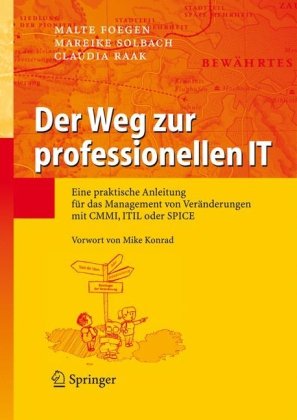 MALTE FOEGEN
MAREIKE SOLBACH
CLAUDIA RAAK
BEWÄHRTES
Der Weg zur
professionellen IT
Eine praktische Anleitung
für das Management von Veränderungen
mit CMMI, ITIL oder SPICE
Vorwort von Mike Konrad
Springer